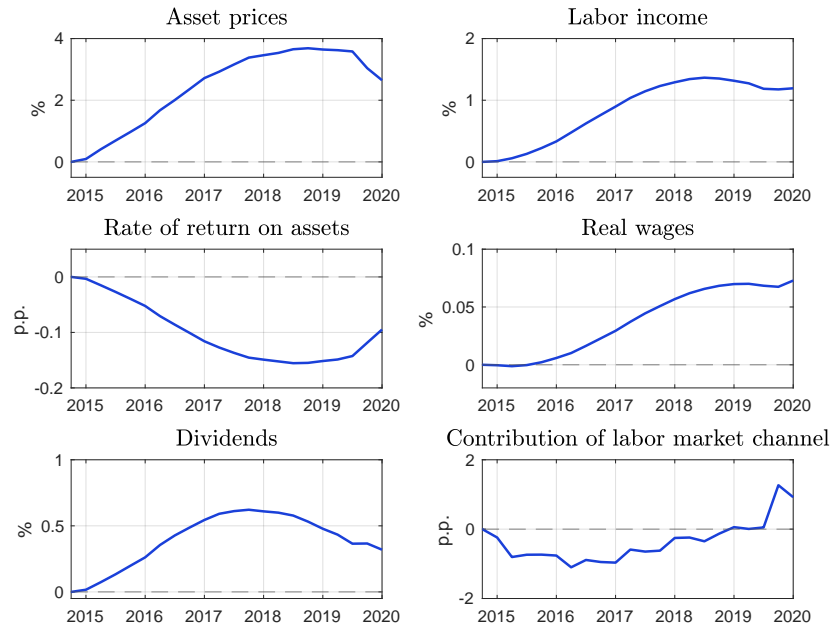 Asset prices
%
4
2
0
2015 2016 2017 2018 2019 2020
Labor income
%
2
1
0
2015 2016 2017 2018 2019 2020
Rate of return on assets
p.p.
0
-0.1
-0.2
2015 2016 2017 2018 2019 2020
Real wages
%
0.1
0.05
0
2015 2016 2017 2018 2019 2020
Dividends
%
1
0.5
0
2015 2016 2017 2018 2019 2020
Contribution of labor market channel
p.p.
2
0
-2
2015 2016 2017 2018 2019 2020